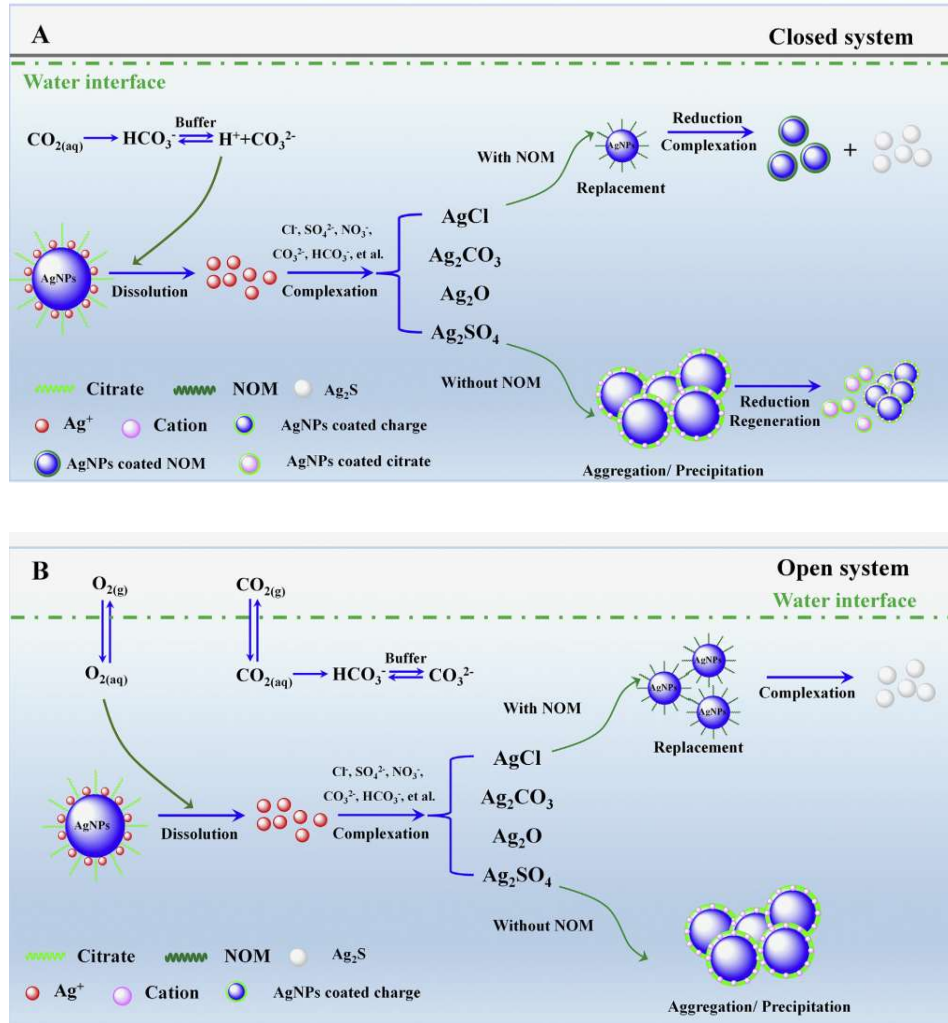 A
Closed system
Water interface
CO₂₍aq₎ HCO₃⁻ Buffer H⁺+CO₃²⁻
AgNPs
Dissolution
Cl⁻, SO₄²⁻, NO₃⁻,
CO₃²⁻, HCO₃⁻, et al.
Complexation
AgCl
Ag₂CO₃
Ag₂O
Ag₂SO₄
With NOM
AgNPs
Replacement
Reduction
Complexation
+
Without NOM
Aggregation/ Precipitation
Reduction
Regeneration
Citrate NOM Ag₂S
Ag⁺ Cation AgNPs coated charge
AgNPs coated NOM AgNPs coated citrate
B
Open system
Water interface
O₂₍g₎ CO₂₍g₎
O₂₍aq₎ CO₂₍aq₎ HCO₃⁻ Buffer CO₃²⁻
AgNPs
Dissolution
Cl⁻, SO₄²⁻, NO₃⁻,
CO₃²⁻, HCO₃⁻, et al.
Complexation
AgCl
Ag₂CO₃
Ag₂O
Ag₂SO₄
With NOM
AgNPs
AgNPs
AgNPs
Replacement
Complexation
Without NOM
Aggregation/ Precipitation
Citrate NOM Ag₂S
Ag⁺ Cation AgNPs coated charge